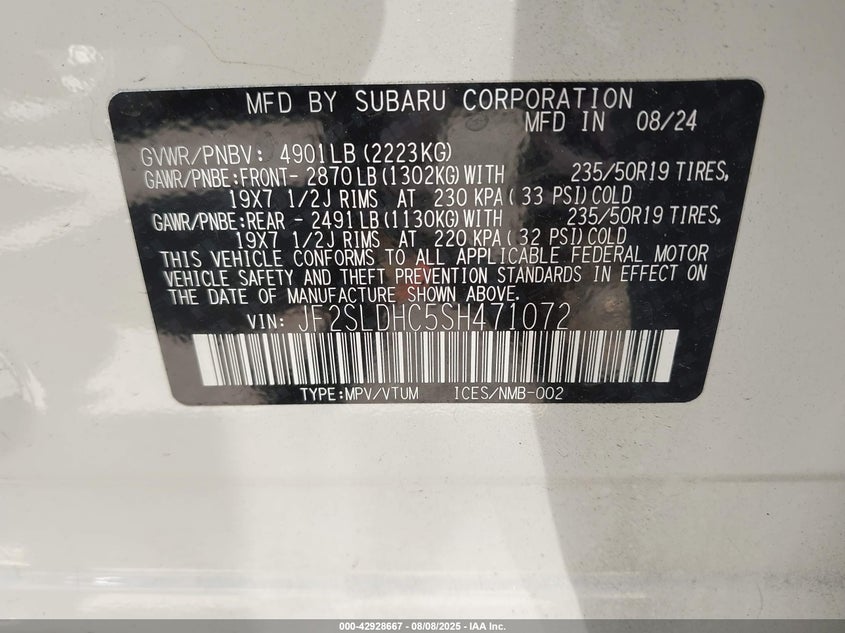 MFD BY SUBARU CORPORATION
MFD IN 08/24
GVWR/PNBV: 4901LB(2223KG)
GAWR/PNBE:FRONT- 2870LB(1302KG)WITH 235/50R19 TIRES,
19X7 1/2J RIMS AT 230 KPA( 33 PSI)COLD
GAWR/PNBE:REAR - 2491LB(1130KG)WITH 235/50R19 TIRES,
19X7 1/2J RIMS AT 220 KPA( 32 PSI)COLD
THIS VEHICLE CONFORMS TO ALL APPLICABLE FEDERAL MOTOR
VEHICLE SAFETY AND THEFT PREVENTION STANDARDS IN EFFECT ON
THE DATE OF MANUFACTURE SHOWN ABOVE.
VIN: JF2SLDHC5SH471072
TYPE:MPV/VTUM ICES/NMB-002
000-42928667 - 08/08/2025 - IAA Inc.